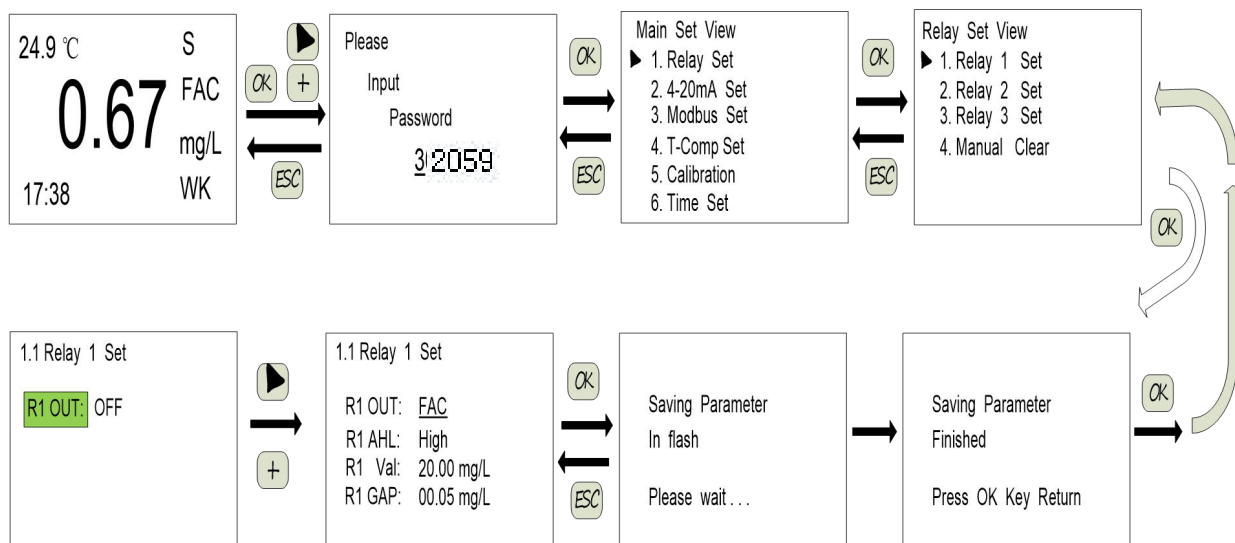 24.9 ℃ S
0.67 FAC
mg/L
17:38 WK
OK +
ESC
Please
Input
Password
32059
OK
ESC
Main Set View
1. Relay Set
2. 4-20mA Set
3. Modbus Set
4. T-Comp Set
5. Calibration
6. Time Set
OK
ESC
Relay Set View
1. Relay 1 Set
2. Relay 2 Set
3. Relay 3 Set
4. Manual Clear
OK
1.1 Relay 1 Set
R1 OUT: OFF
+
1.1 Relay 1 Set
R1 OUT: FAC
R1 AHL: High
R1 Val: 20.00 mg/L
R1 GAP: 00.05 mg/L
OK
ESC
Saving Parameter
In flash
Please wait . . .
Saving Parameter
Finished
Press OK Key Return
OK